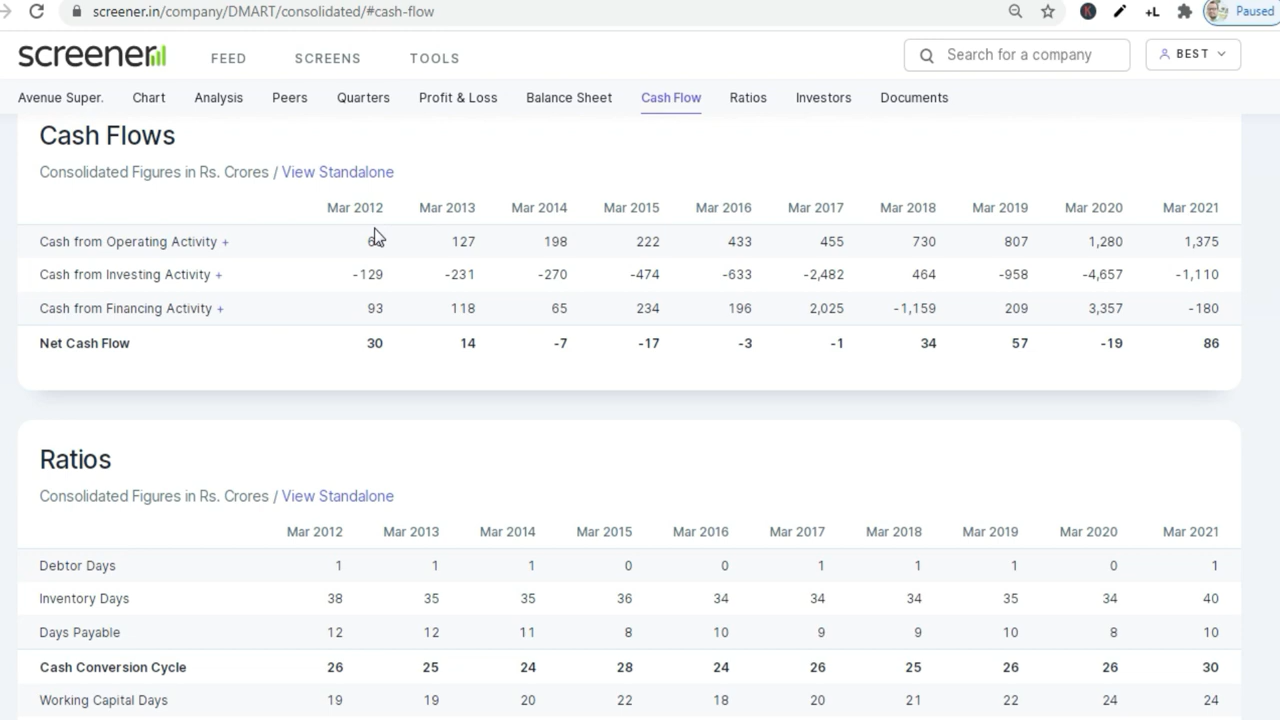 screener.in/company/DMART/consolidated/#cash-flow
K
+L
Paused
screener FEED SCREENS TOOLS Search for a company BEST
Avenue Super. Chart Analysis Peers Quarters Profit & Loss Balance Sheet Cash Flow Ratios Investors Documents
Cash Flows
Consolidated Figures in Rs. Crores / View Standalone
Mar 2012 Mar 2013 Mar 2014 Mar 2015 Mar 2016 Mar 2017 Mar 2018 Mar 2019 Mar 2020 Mar 2021
Cash from Operating Activity + 127 198 222 433 455 730 807 1,280 1,375
Cash from Investing Activity + -129 -231 -270 -474 -633 -2,482 464 -958 -4,657 -1,110
Cash from Financing Activity + 93 118 65 234 196 2,025 -1,159 209 3,357 -180
Net Cash Flow 30 14 -7 -17 -3 -1 34 57 -19 86
Ratios
Consolidated Figures in Rs. Crores / View Standalone
Mar 2012 Mar 2013 Mar 2014 Mar 2015 Mar 2016 Mar 2017 Mar 2018 Mar 2019 Mar 2020 Mar 2021
Debtor Days 1 1 1 0 0 1 1 1 0 1
Inventory Days 38 35 35 36 34 34 34 35 34 40
Days Payable 12 12 11 8 10 9 9 10 8 10
Cash Conversion Cycle 26 25 24 28 24 26 25 26 26 30
Working Capital Days 19 19 20 22 18 20 21 22 24 24